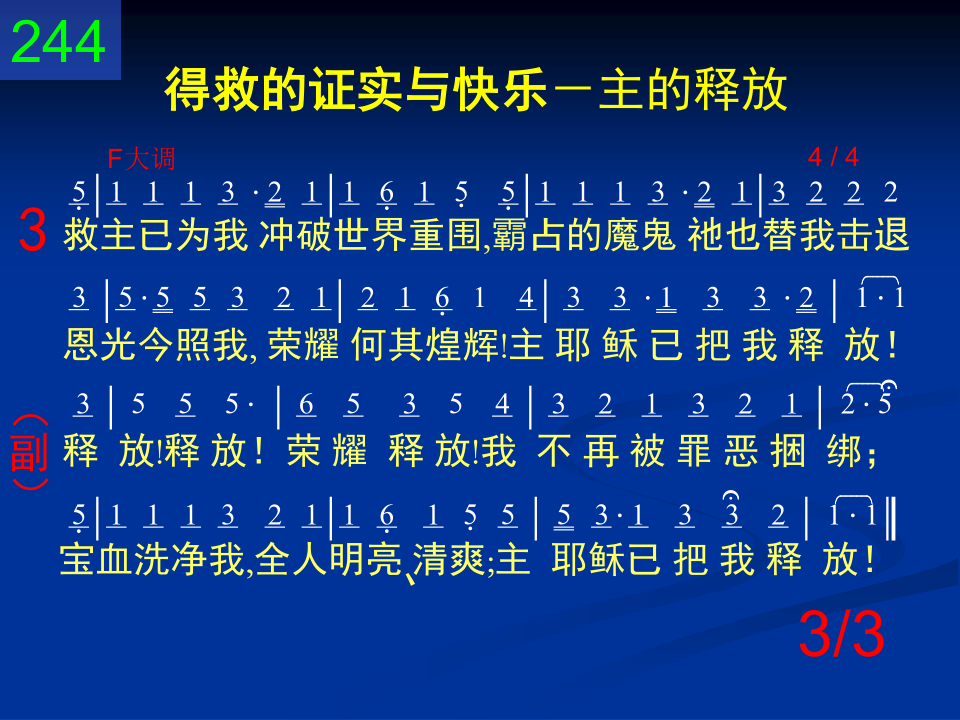 244
得救的证实与快乐－主的释放
F大调 4 / 4
5|1 1 1 3 · 2 1|1 6 1 5 5|1 1 1 3 · 2 1|3 2 2 2
3 救主已为我 冲破世界重围,霸占的魔鬼 祂也替我击退
3 |5 · 5 5 3 2 1| 2 1 6 1 4| 3 3 · 1 3 3 · 2 | 1 · 1
恩光今照我, 荣耀 何其煌辉!主 耶 稣 已 把 我 释 放！
3 | 5 5 5 · | 6 5 3 5 4 | 3 2 1 3 2 1 | 2 · 5
（副） 释 放!释 放！荣 耀 释 放!我 不 再 被 罪 恶 捆 绑；
5|1 1 1 3 2 1|1 6 1 5 5 | 5 3 · 1 3 3 2 | 1 · 1‖
宝血洗净我,全人明亮、清爽;主 耶稣已 把 我 释 放！
3/3